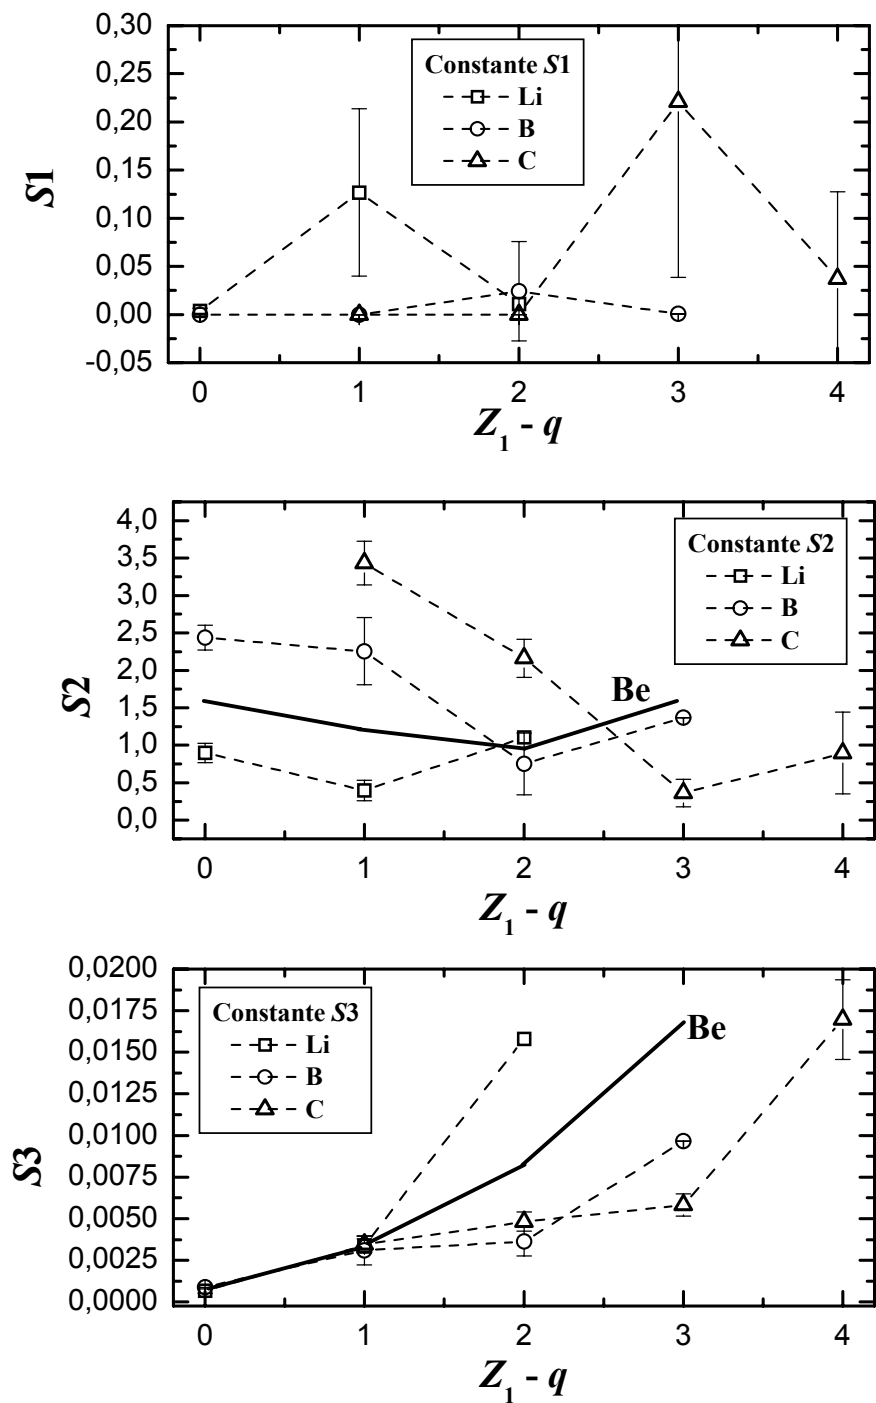 0,30
0,25
0,20
0,15
0,10
0,05
0,00
-0,05
S1
Constante S1
Li
B
C
0 1 2 3 4
Z1 - q
4,0
3,5
3,0
2,5
2,0
1,5
1,0
0,5
0,0
S2
Constante S2
Li
B
C
Be
0 1 2 3 4
Z1 - q
0,0200
0,0175
0,0150
0,0125
0,0100
0,0075
0,0050
0,0025
0,0000
S3
Constante S3
Li
B
C
Be
0 1 2 3 4
Z1 - q